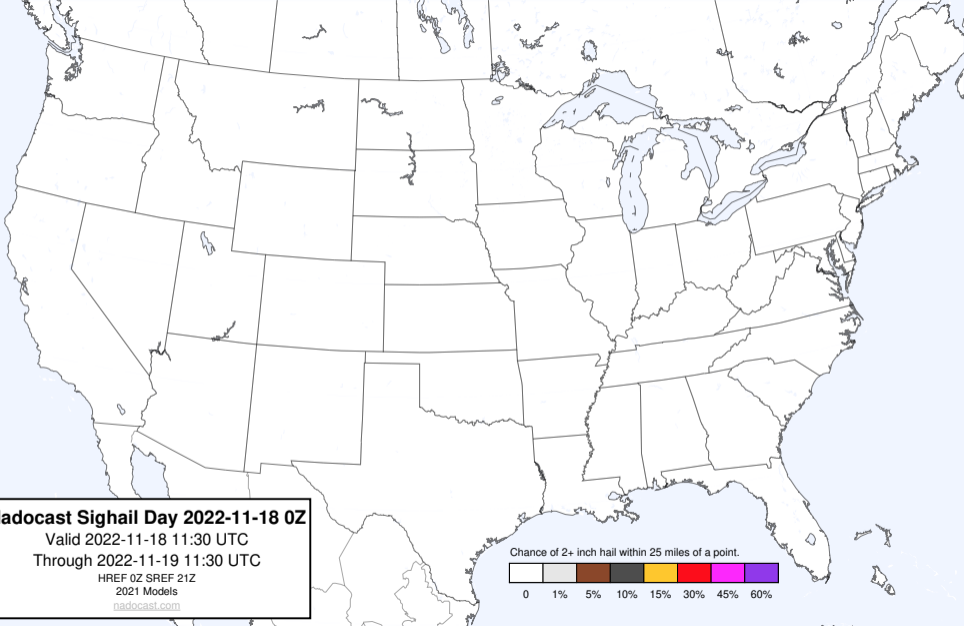 adocast Sighail Day 2022-11-18 0Z
Valid 2022-11-18 11:30 UTC
Through 2022-11-19 11:30 UTC
HREF 0Z SREF 21Z
2021 Models
nadocast.com
Chance of 2+ inch hail within 25 miles of a point.
0 1% 5% 10% 15% 30% 45% 60%